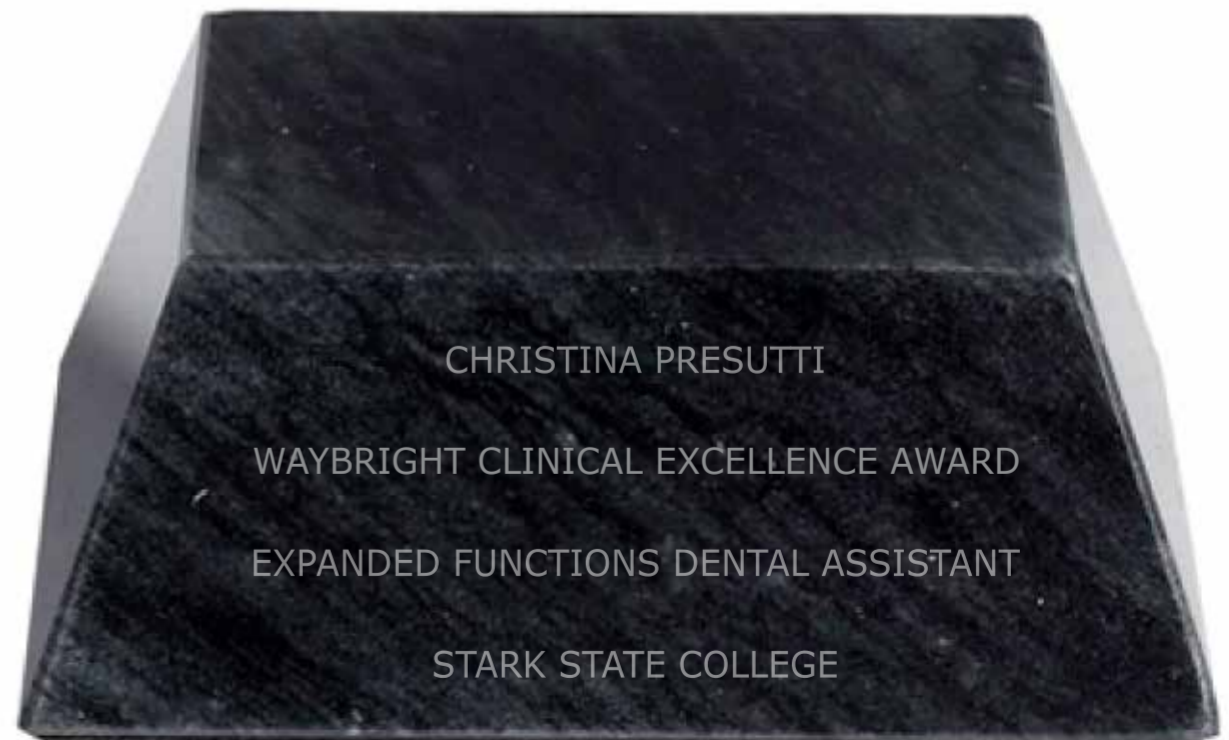 CHRISTINA PRESUTTI
WAYBRIGHT CLINICAL EXCELLENCE AWARD
EXPANDED FUNCTIONS DENTAL ASSISTANT
STARK STATE COLLEGE